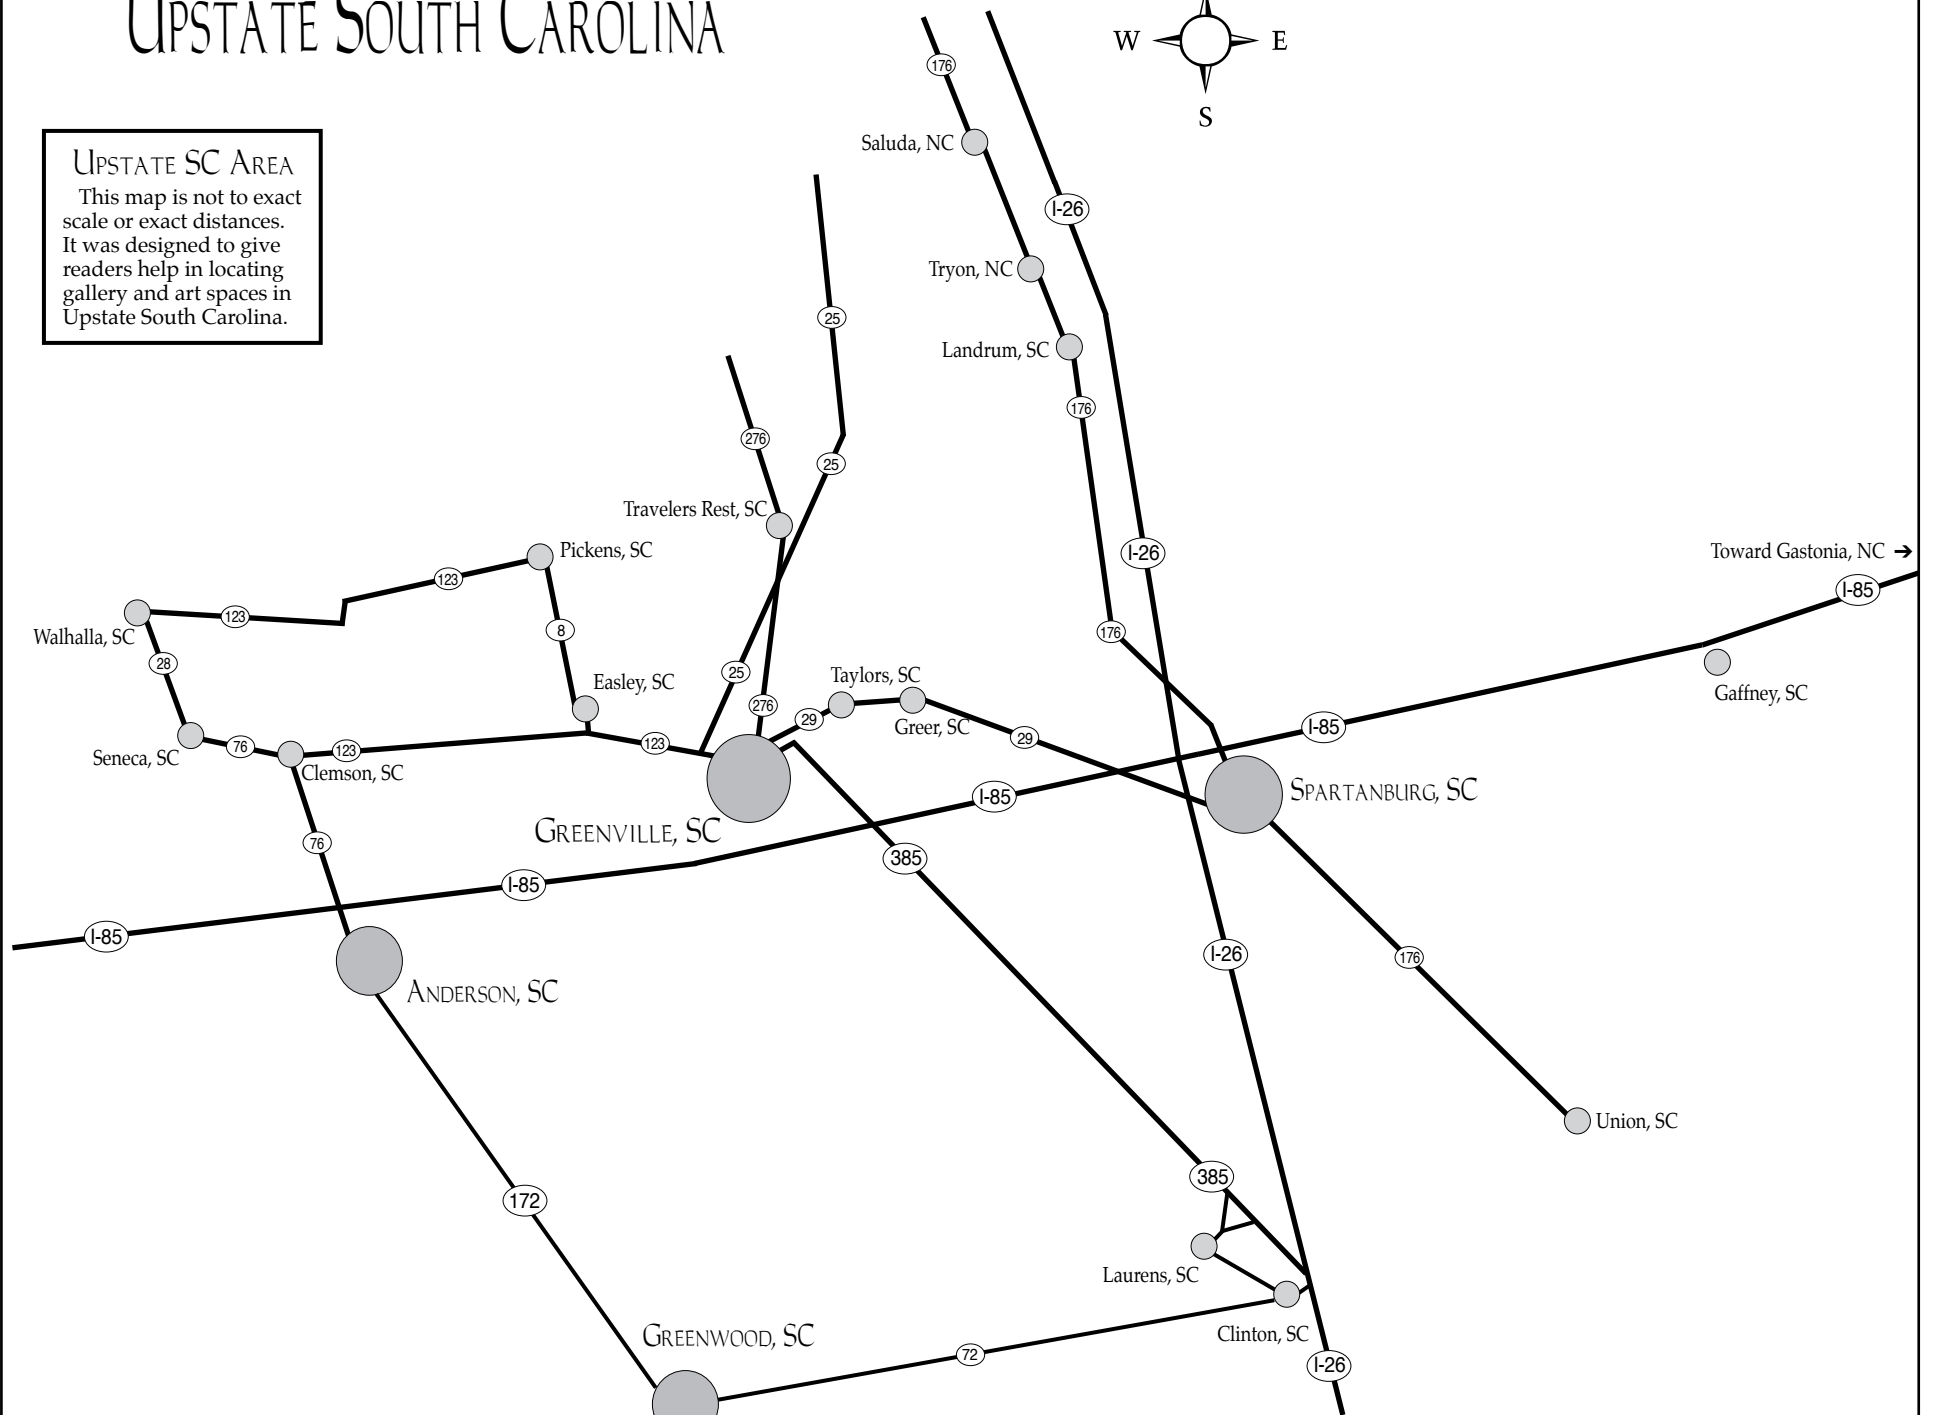 UPSTATE SOUTH CAROLINA
W E
S
UPSTATE SC AREA
This map is not to exact
scale or exact distances.
It was designed to give
readers help in locating
gallery and art spaces in
Upstate South Carolina.
176
Saluda, NC
I-26
Tryon, NC
25
Landrum, SC
176
276
25
Travelers Rest, SC
Pickens, SC
I-26
Toward Gastonia, NC ➔
123
I-85
123
8
176
Walhalla, SC
28
25
Taylors, SC
Gaffney, SC
Easley, SC
276
29
Greer, SC
I-85
29
76
123
123
Seneca, SC
Clemson, SC
I-85
SPARTANBURG, SC
GREENVILLE, SC
76
385
I-85
I-85
I-26
176
ANDERSON, SC
Union, SC
385
172
Laurens, SC
GREENWOOD, SC
Clinton, SC
72
I-26